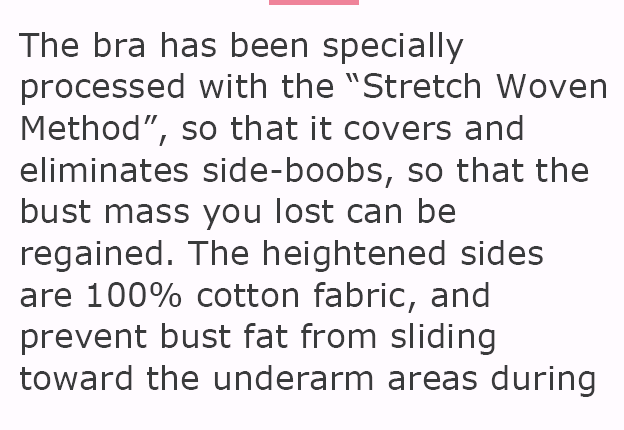 The bra has been specially
processed with the “Stretch Woven
Method”, so that it covers and
eliminates side-boobs, so that the
bust mass you lost can be
regained. The heightened sides
are 100% cotton fabric, and
prevent bust fat from sliding
toward the underarm areas during